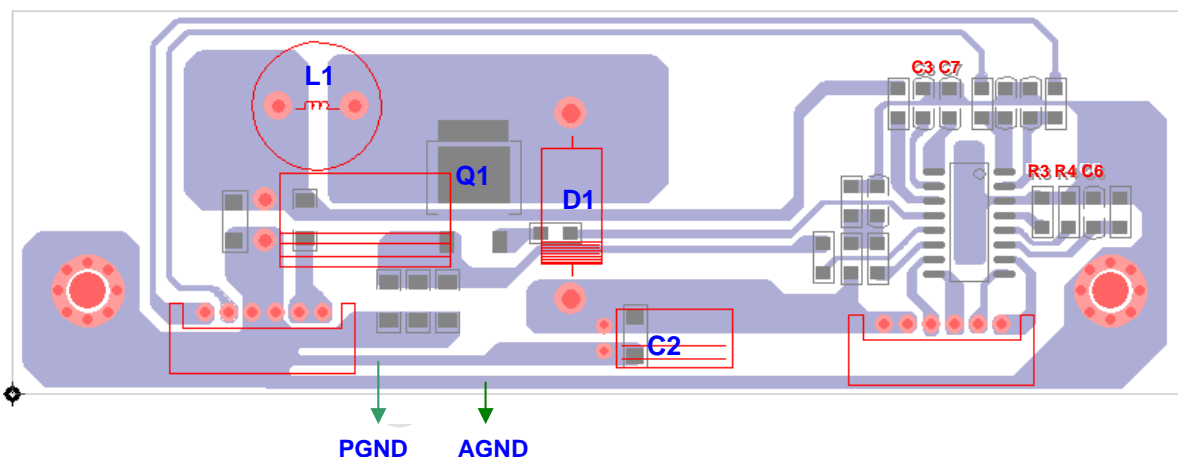 L1
C3 C7
Q1
R3 R4 C6
D1
C2
PGND AGND